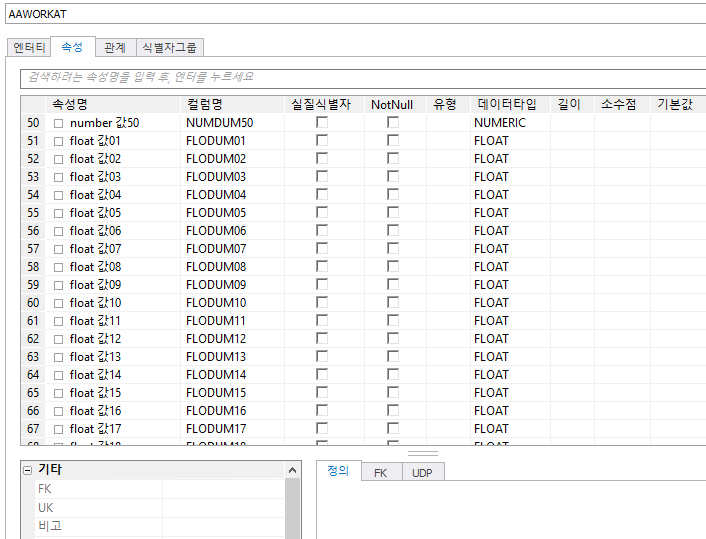 AAWORKAT
엔터티 속성 관계 식별자그룹
검색하려는 속성명을 입력 후, 엔터를 누르세요
속성명 컬럼명 실질식별자 NotNull 유형 데이터타입 길이 소수점 기본값
50 number 값50 NUMDUM50 NUMERIC
51 float 값01 FLODUM01 FLOAT
52 float 값02 FLODUM02 FLOAT
53 float 값03 FLODUM03 FLOAT
54 float 값04 FLODUM04 FLOAT
55 float 값05 FLODUM05 FLOAT
56 float 값06 FLODUM06 FLOAT
57 float 값07 FLODUM07 FLOAT
58 float 값08 FLODUM08 FLOAT
59 float 값09 FLODUM09 FLOAT
60 float 값10 FLODUM10 FLOAT
61 float 값11 FLODUM11 FLOAT
62 float 값12 FLODUM12 FLOAT
63 float 값13 FLODUM13 FLOAT
64 float 값14 FLODUM14 FLOAT
65 float 값15 FLODUM15 FLOAT
66 float 값16 FLODUM16 FLOAT
67 float 값17 FLODUM17 FLOAT
68 float 값18 FLODUM18 FLOAT
기타
FK
UK
비고
정의 FK UDP